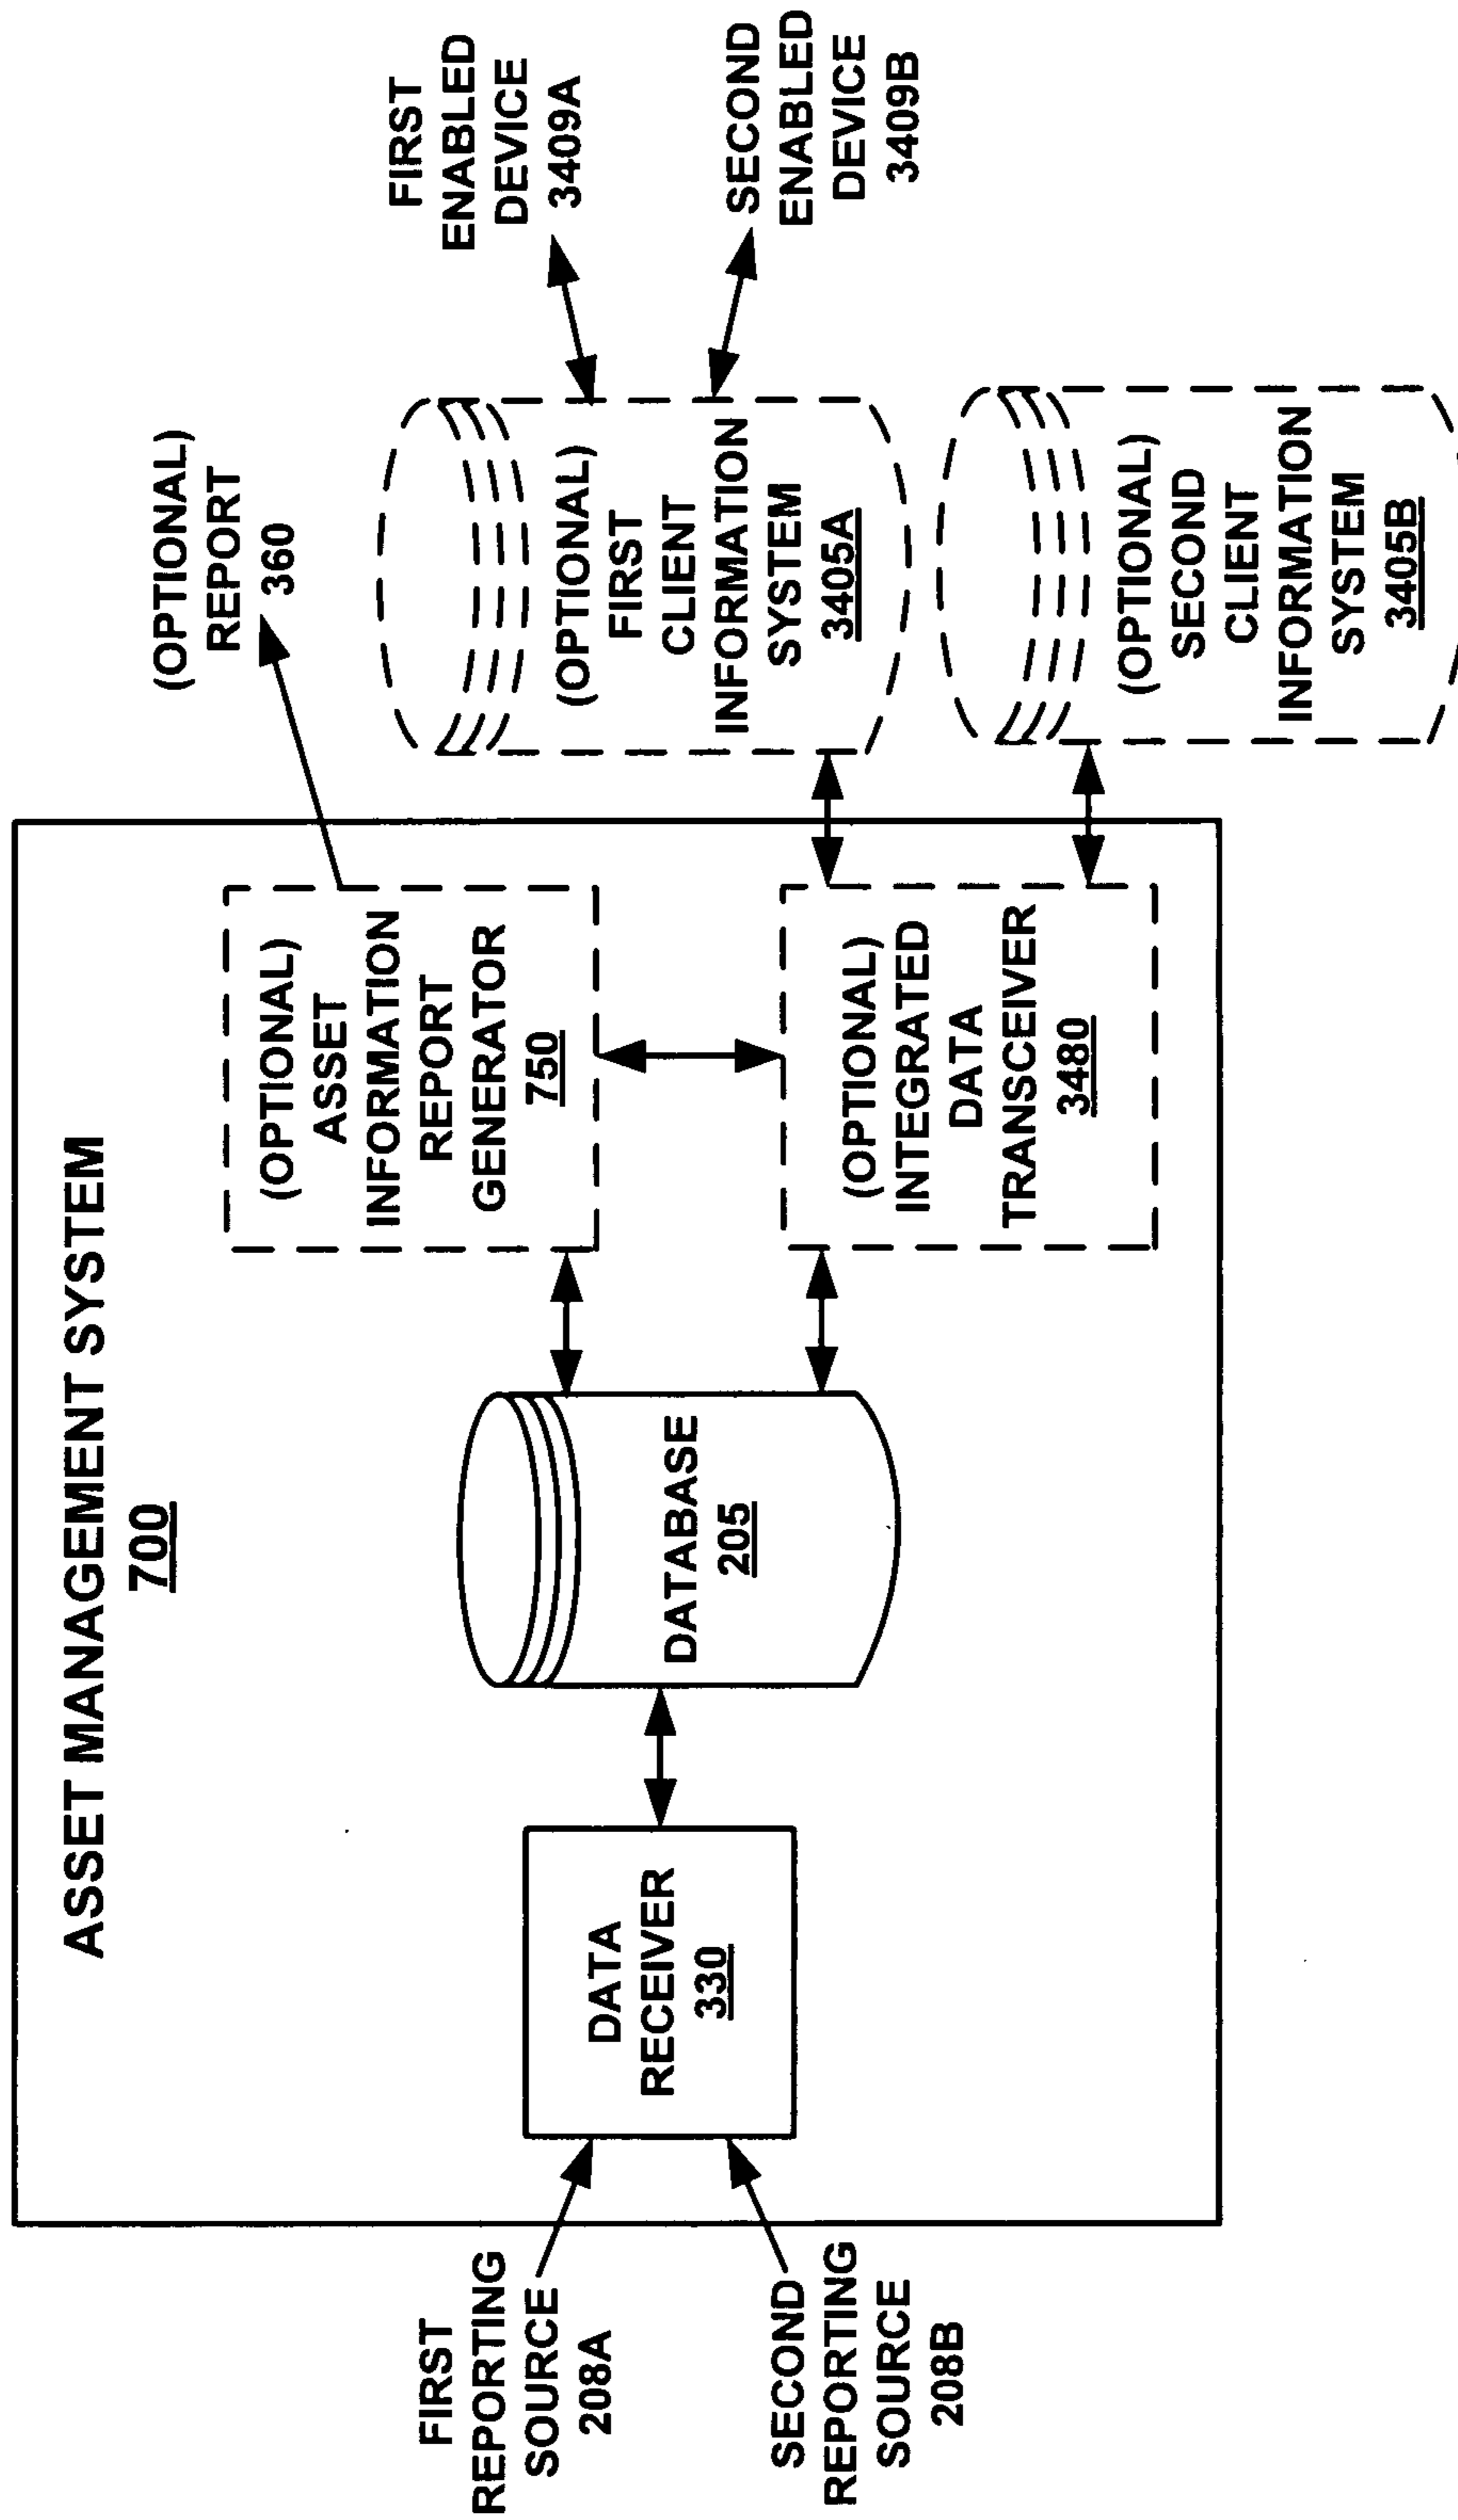 ASSET MANAGEMENT SYSTEM
700
FIRST
REPORTING
SOURCE
208A
SECOND
REPORTING
SOURCE
208B
DATA
RECEIVER
330
DATABASE
205
(OPTIONAL)
ASSET
INFORMATION
REPORT
GENERATOR
750
(OPTIONAL)
INTEGRATED
DATA
TRANSCEIVER
3480
(OPTIONAL)
REPORT
360
(OPTIONAL)
FIRST
CLIENT
INFORMATION
SYSTEM
3405A
(OPTIONAL)
SECOND
CLIENT
INFORMATION
SYSTEM
3405B
FIRST
ENABLED
DEVICE
3409A
SECOND
ENABLED
DEVICE
3409B